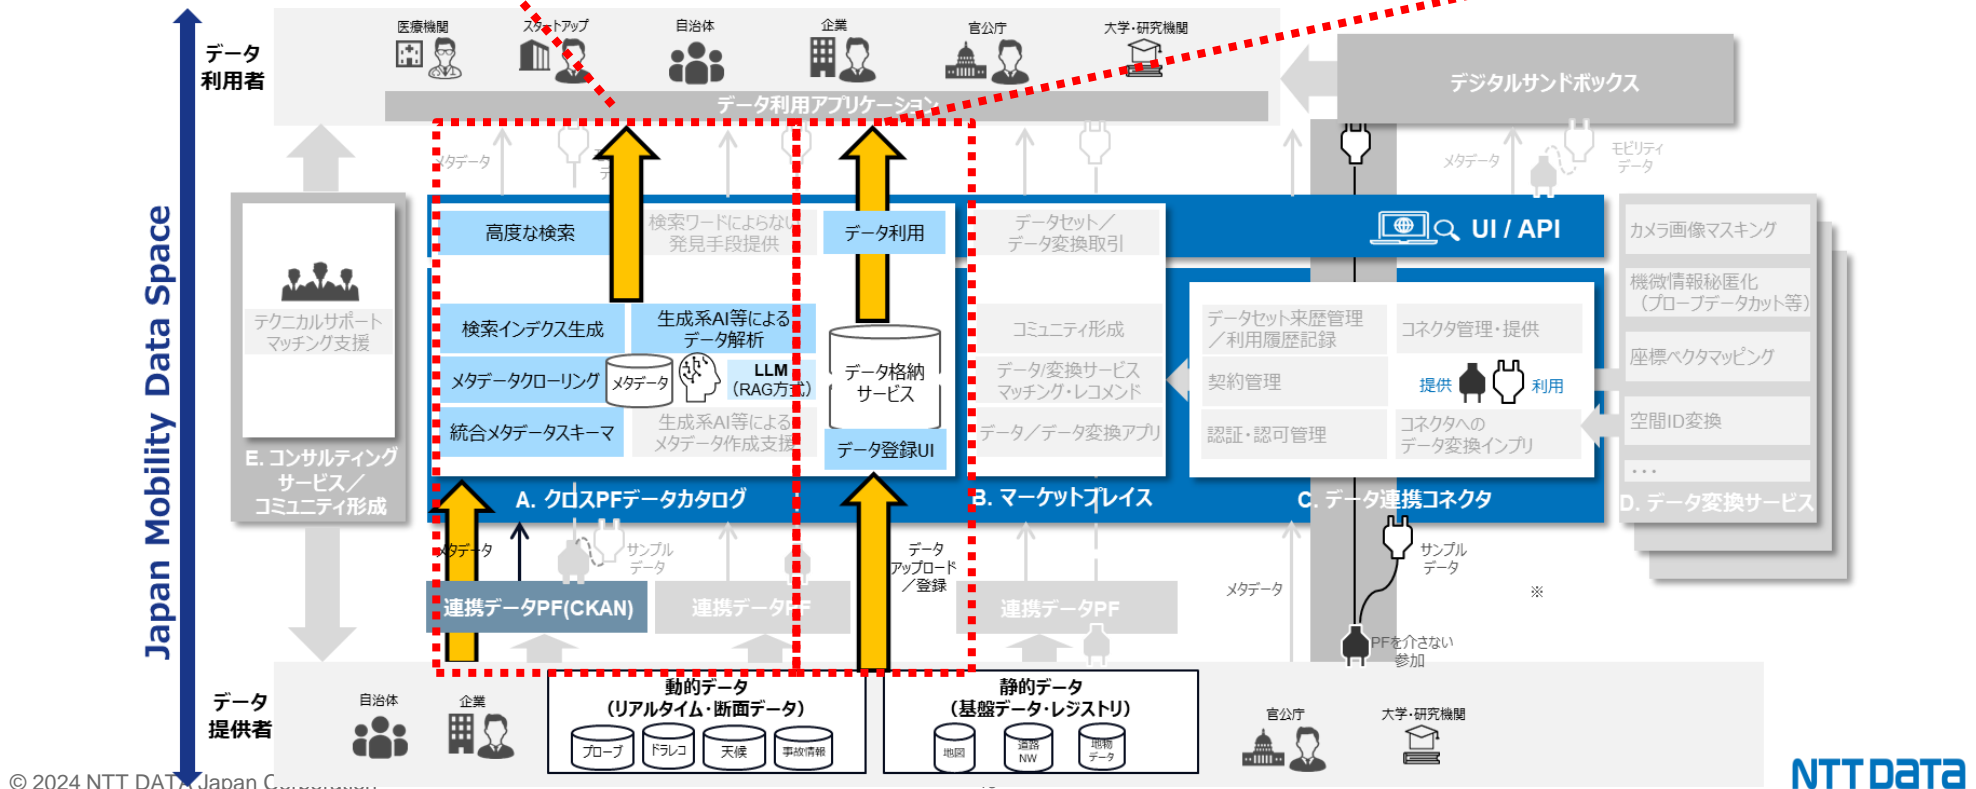 Japan Mobility Data Space
データ
利用者
医療機関
スタートアップ
自治体
企業
官公庁
大学・研究機関
データ利用アプリケーション
デジタルサンドボックス
メタデータ
メタデータ
モビリティ
データ
高度な検索
検索ワードによらない
発見手段提供
データ利用
データセット／
データ変換取引
UI / API
検索インデクス生成
生成系AI等による
データ解析
メタデータクローリング
メタデータ
LLM
(RAG方式)
統合メタデータスキーマ
生成系AI等による
メタデータ作成支援
データ格納
サービス
データ登録UI
コミュニティ形成
データ/変換サービス
マッチング・レコメンド
データ／データ変換アプリ
データセット来歴管理
／利用履歴記録
コネクタ管理・提供
契約管理
提供
利用
認証・認可管理
コネクタへの
データ変換インプリ
カメラ画像マスキング
機微情報秘匿化
（プローブデータカット等）
座標ベクタマッピング
空間ID変換
・・・
D. データ変換サービス
テクニカルサポート
マッチング支援
E. コンサルティング
サービス／
コミュニティ形成
A. クロスPFデータカタログ
B. マーケットプレイス
C. データ連携コネクタ
メタデータ
サンプル
データ
データ
アップロード
／登録
メタデータ
サンプル
データ
※
連携データPF(CKAN)
連携データPF
連携データPF
PFを介さない
参加
データ
提供者
自治体
企業
動的データ
（リアルタイム・断面データ）
プローブ
ドラレコ
天候
事故情報
静的データ
（基盤データ・レジストリ）
地図
道路
NW
地物
データ
官公庁
大学・研究機関
© 2024 NTT DATA Japan Corporation
NTT DATA